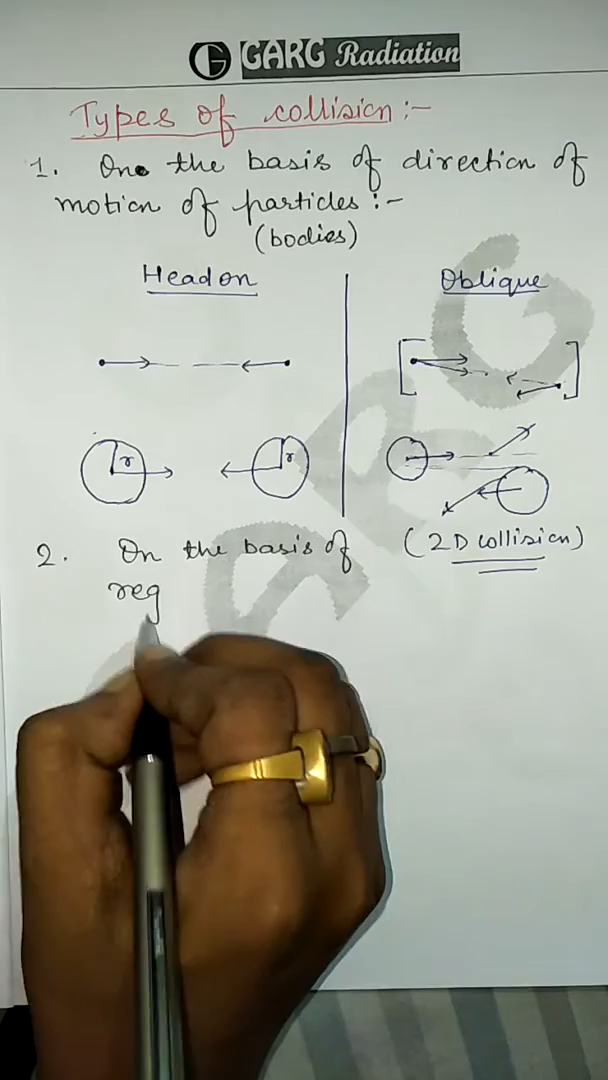 GARG Radiation
Types of collision :-
1. On the basis of direction of
motion of particles :-
(bodies)
Head on
Oblique
r
r
(2D collision)
2. On the basis of
reg